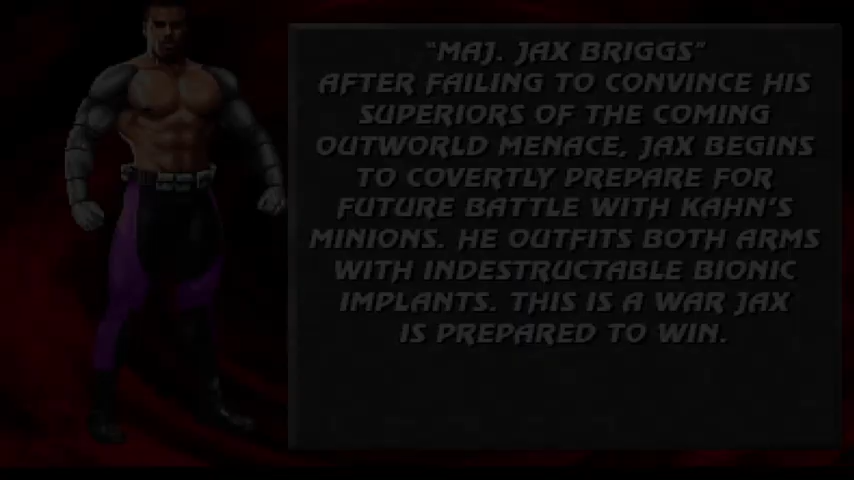 "MAJ. JAX BRIGGS"
AFTER FAILING TO CONVINCE HIS
SUPERIORS OF THE COMING
OUTWORLD MENACE, JAX BEGINS
TO COVERTLY PREPARE FOR
FUTURE BATTLE WITH KAHN'S
MINIONS. HE OUTFITS BOTH ARMS
WITH INDESTRUCTABLE BIONIC
IMPLANTS. THIS IS A WAR JAX
IS PREPARED TO WIN.